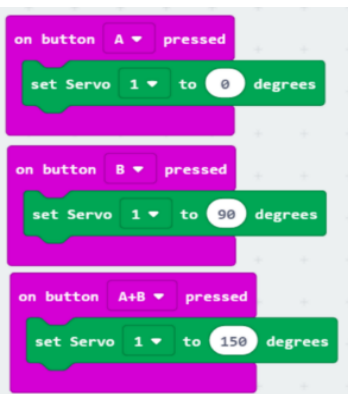 on button A pressed
set Servo 1 to 0 degrees
on button B pressed
set Servo 1 to 90 degrees
on button A+B pressed
set Servo 1 to 150 degrees